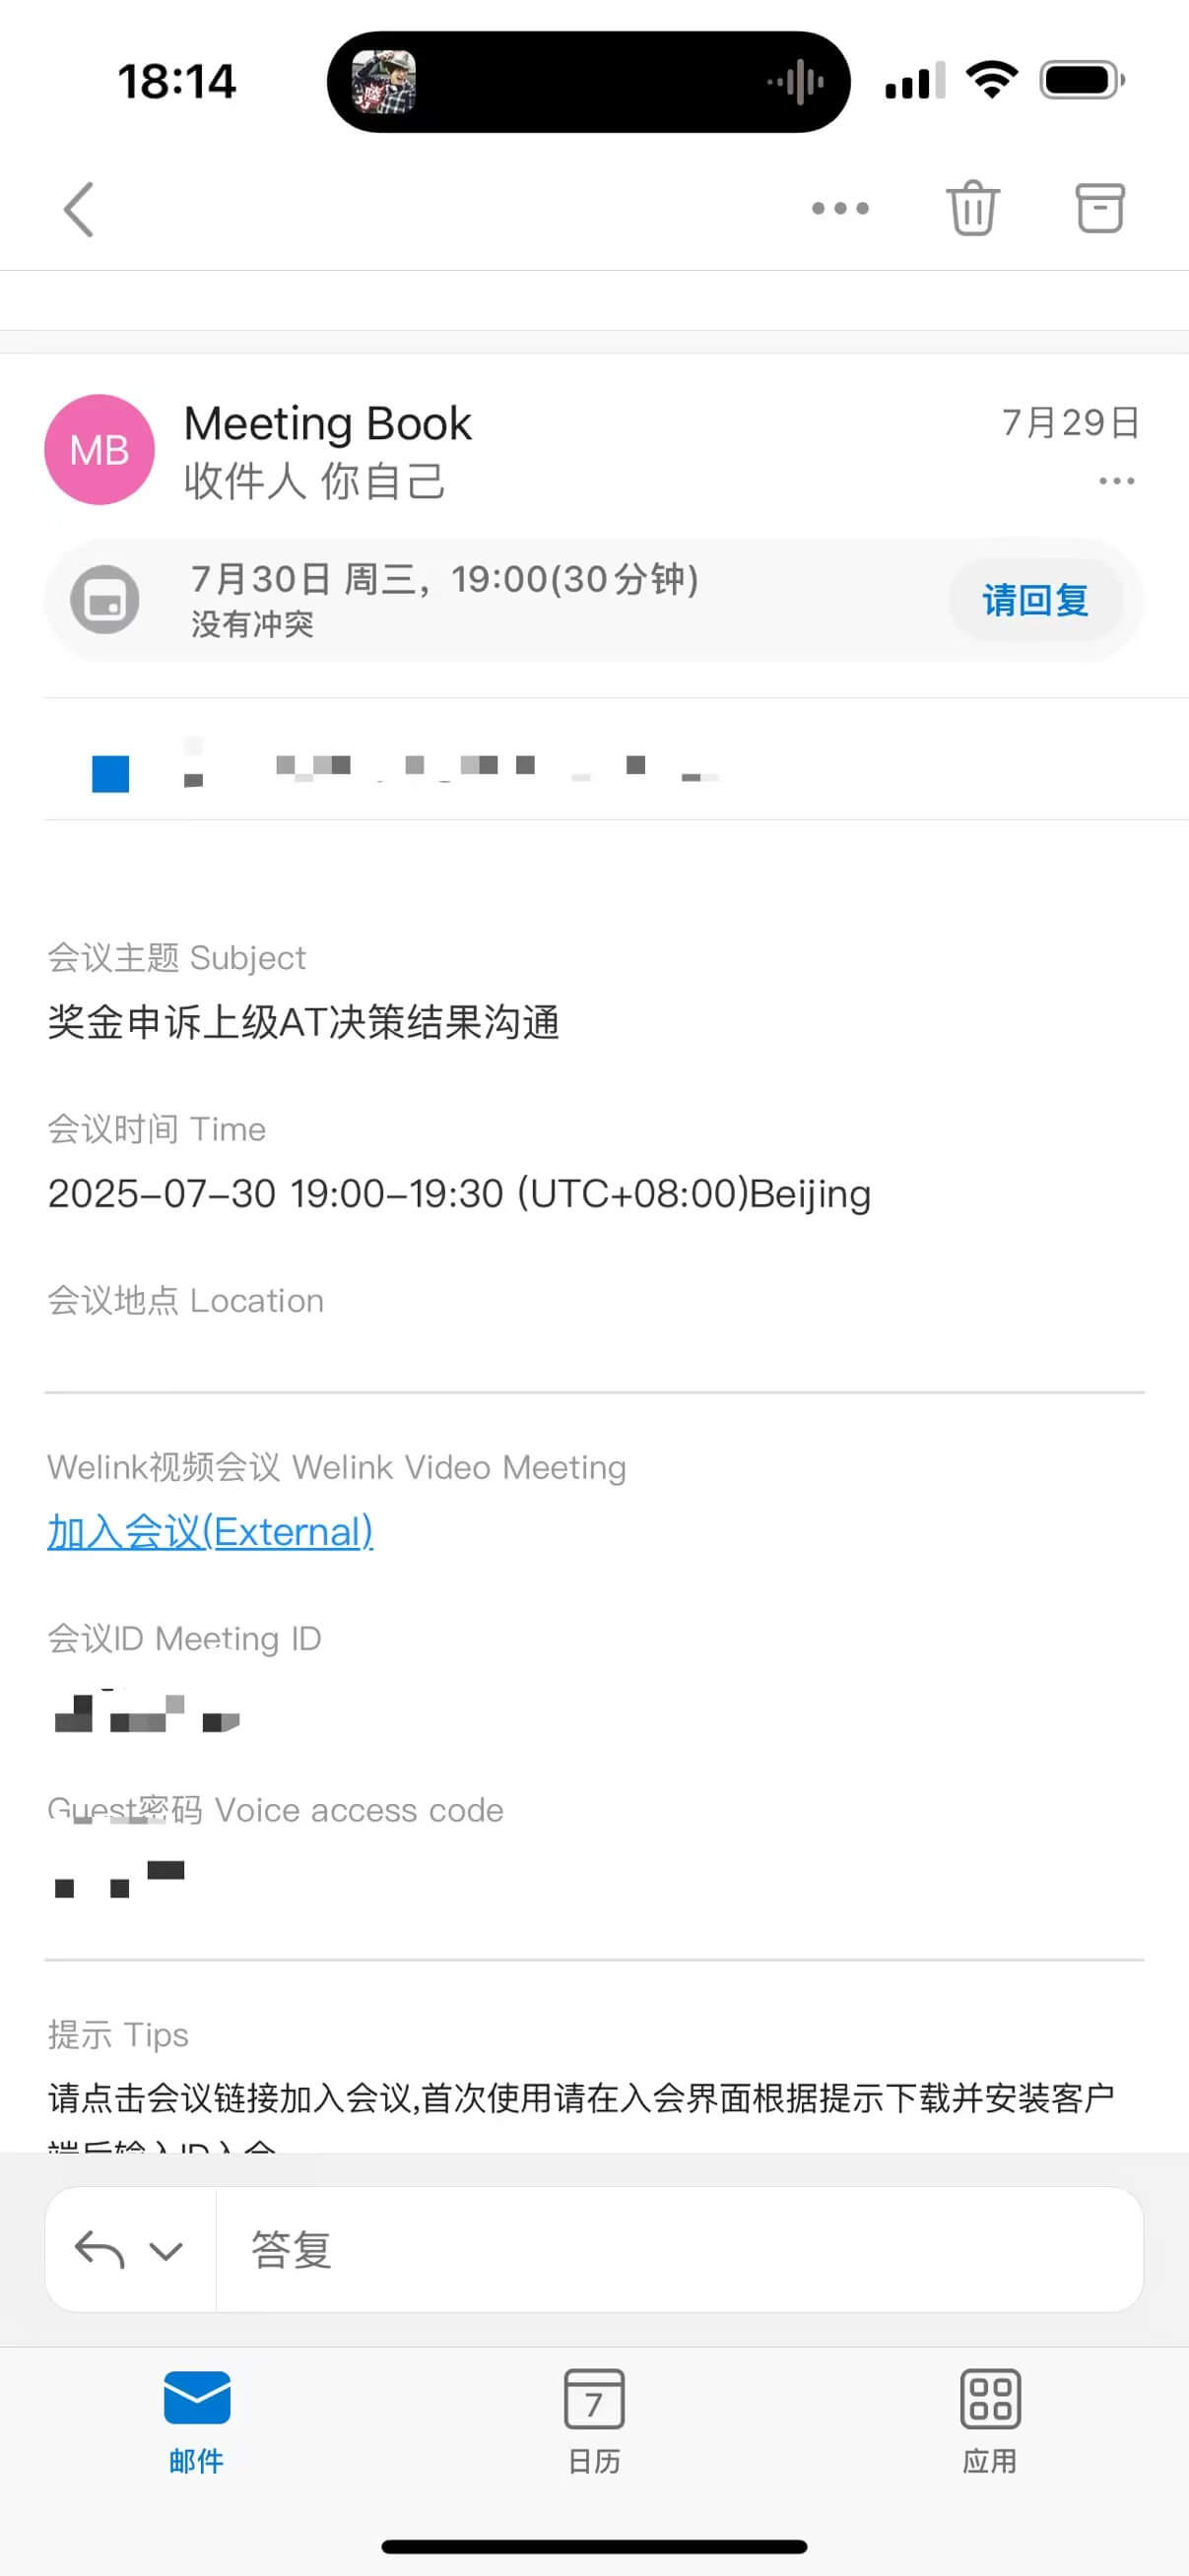 18:14
Meeting Book
7月29日
MB
收件人 你自己
7月30日 周三，19:00(30分钟)
没有冲突
请回复
会议主题 Subject
奖金申诉上级AT决策结果沟通
会议时间 Time
2025-07-30 19:00-19:30 (UTC+08:00)Beijing
会议地点 Location
Welink视频会议 Welink Video Meeting
加入会议(External)
会议ID Meeting ID
Guest密码 Voice access code
提示 Tips
请点击会议链接加入会议,首次使用请在入会界面根据提示下载并安装客户
端后输入ID入会
答复
7
邮件
日历
应用